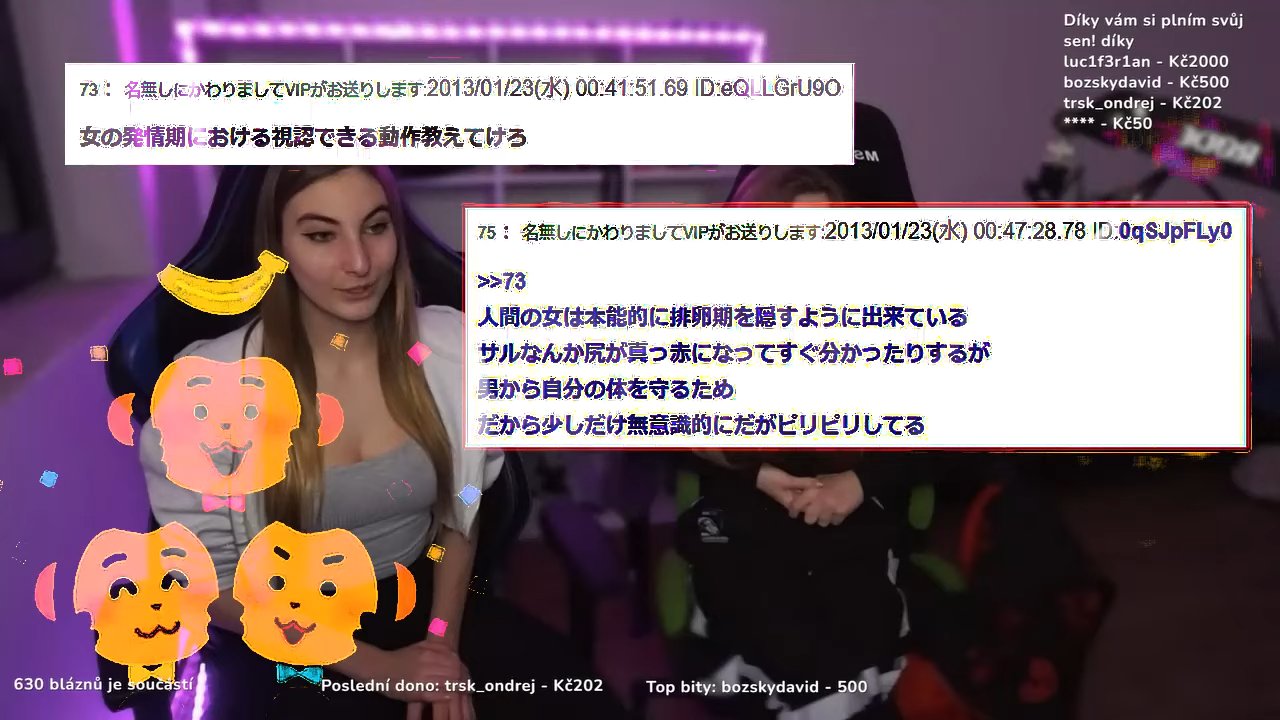 Díky vám si plním svůj
sen! díky
luc1f3r1an - Kč2000
bozskydavid - Kč500
trsk_ondrej - Kč202
**** - Kč50
73： 名無しにかわりましてVIPがお送りします:2013/01/23(水) 00:41:51.69 ID:eQLLGrU9O
女の発情期における視認できる動作教えてけろ
75： 名無しにかわりましてVIPがお送りします:2013/01/23(水) 00:47:28.78 ID:0qSJpFLy0
>>73
人間の女は本能的に排卵期を隠すように出来ている
サルなんか尻が真っ赤になってすぐ分かったりするが
男から自分の体を守るため
だから少しだけ無意識的にだがピリピリしてる
630 bláznů je součastí
Poslední dono: trsk_ondrej - Kč202
Top bity: bozskydavid - 500